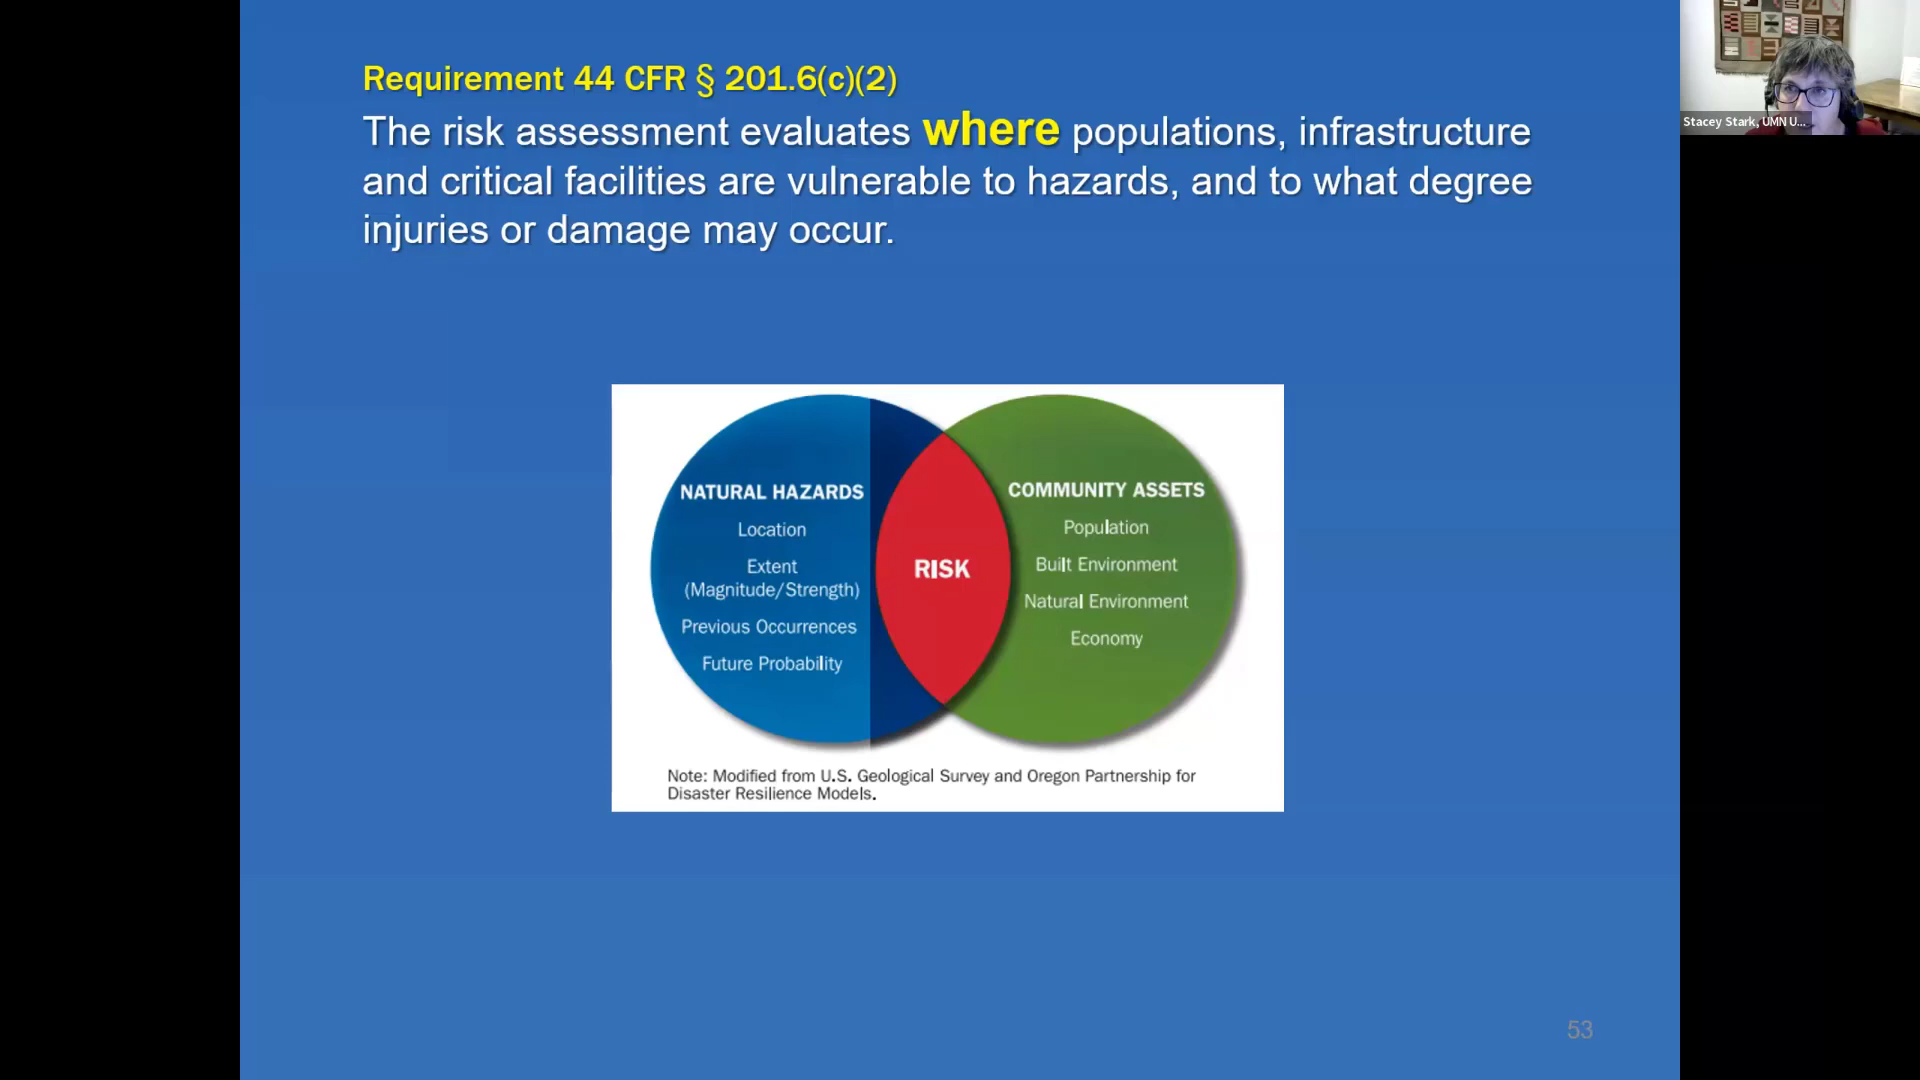 Requirement 44 CFR § 201.6(c)(2)
The risk assessment evaluates where populations, infrastructure
and critical facilities are vulnerable to hazards, and to what degree
injuries or damage may occur.
Stacey Stark, UMN U...
NATURAL HAZARDS
Location
Extent
(Magnitude/Strength)
Previous Occurrences
Future Probability
RISK
COMMUNITY ASSETS
Population
Built Environment
Natural Environment
Economy
Note: Modified from U.S. Geological Survey and Oregon Partnership for
Disaster Resilience Models.
53